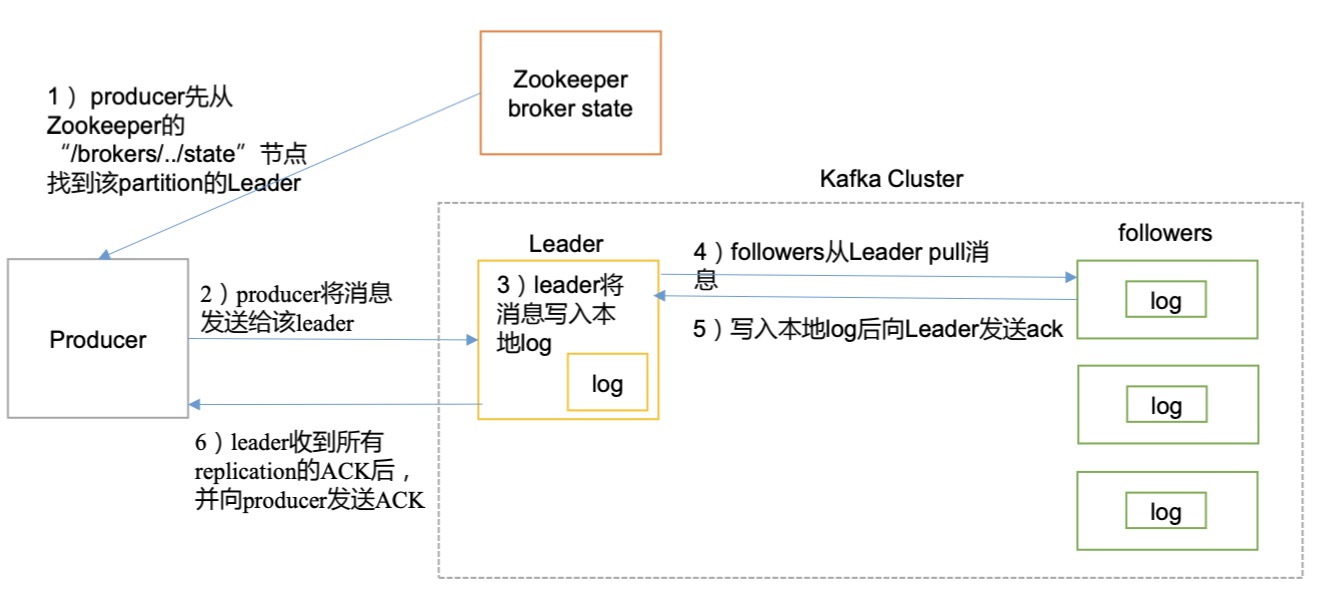 Zookeeper
broker state
1） producer先从
Zookeeper的
“/brokers/../state”节点
找到该partition的Leader
Kafka Cluster
followers
Leader
4）followers从Leader pull消
息
3）leader将
消息写入本
地log
log
2）producer将消息
发送给该leader
log
5）写入本地log后向Leader发送ack
Producer
log
6）leader收到所有
replication的ACK后，
并向producer发送ACK
log